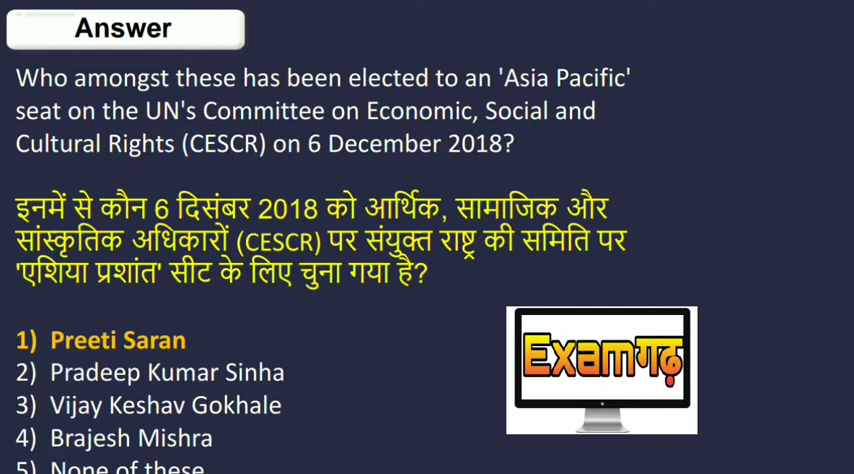 Answer
Who amongst these has been elected to an 'Asia Pacific'
seat on the UN's Committee on Economic, Social and
Cultural Rights (CESCR) on 6 December 2018?
इनमें से कौन 6 दिसंबर 2018 को आर्थिक, सामाजिक और
सांस्कृतिक अधिकारों (CESCR) पर संयुक्त राष्ट्र की समिति पर
'एशिया प्रशांत' सीट के लिए चुना गया है?
1) Preeti Saran
2) Pradeep Kumar Sinha
3) Vijay Keshav Gokhale
4) Brajesh Mishra
5) None of these
Examगढ़